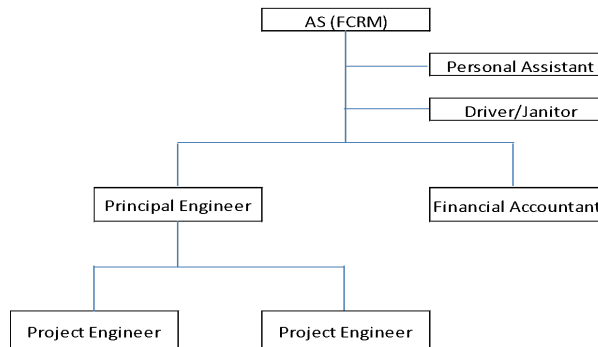 AS (FCRM)
Personal Assistant
Driver/Janitor
Principal Engineer
Financial Accountant
Project Engineer
Project Engineer